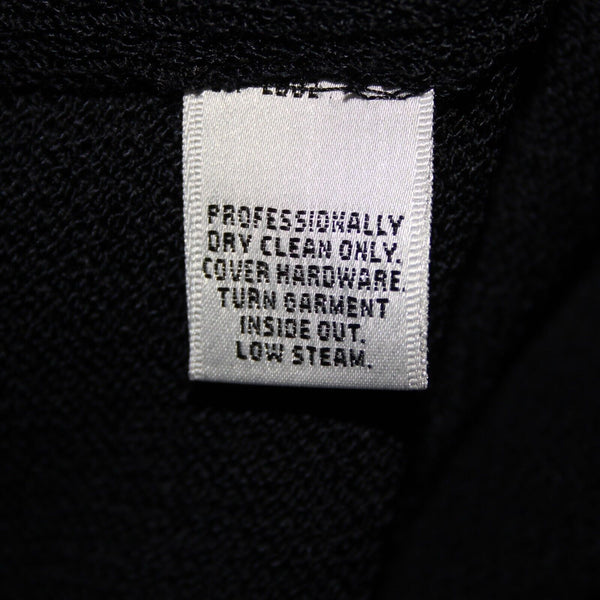 PROFESSIONALLY
DRY CLEAN ONLY.
COVER HARDWARE.
TURN GARMENT
INSIDE OUT.
LOW STEAM.